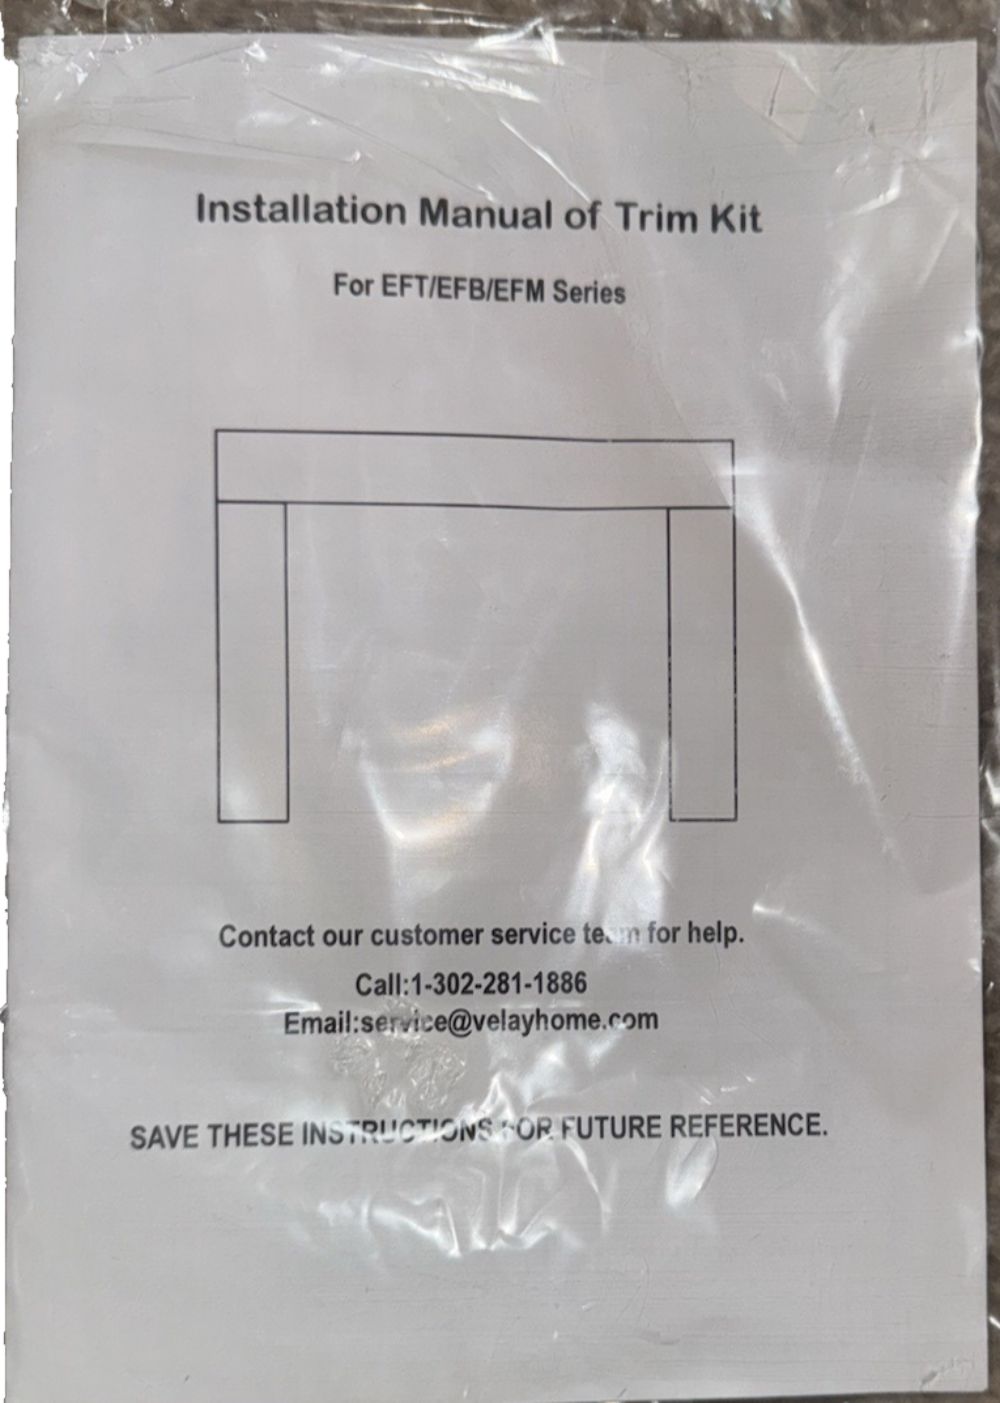 Installation Manual of Trim Kit
For EFT/EFB/EFM Series
Contact our customer service team for help.
Call:1-302-281-1886
Email:service@velayhome.com
SAVE THESE INSTRUCTIONS FOR FUTURE REFERENCE.